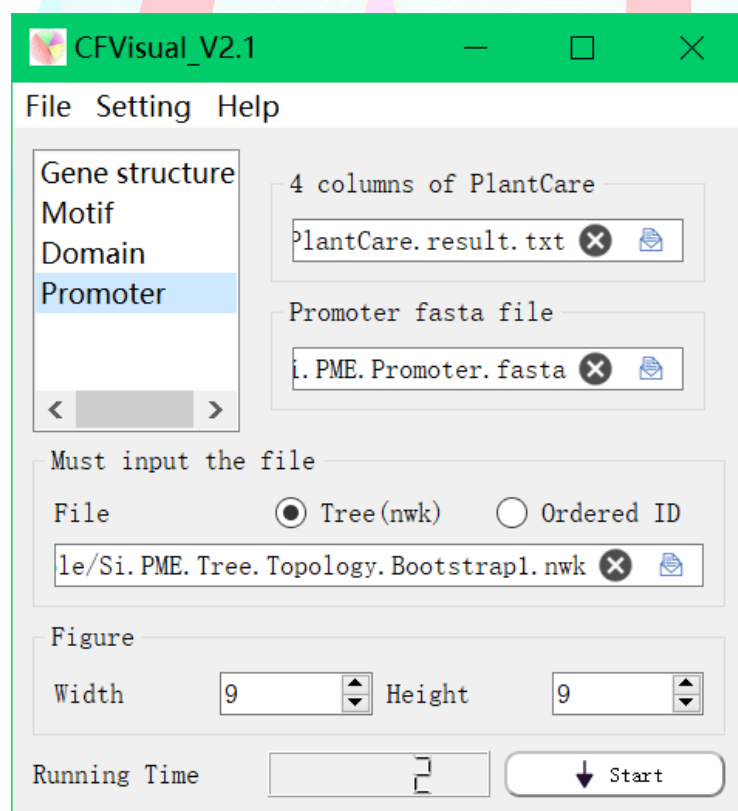 CFVisual_V2.1
File Setting Help
Gene structure
Motif
Domain
Promoter
4 columns of PlantCare
PlantCare.result.txt
Promoter fasta file
i.PME.Promoter.fasta
Must input the file
File Tree(nwk) Ordered ID
le/Si.PME.Tree.Topology.Bootstrap1.nwk
Figure
Width 9 Height 9
Running Time 2 Start